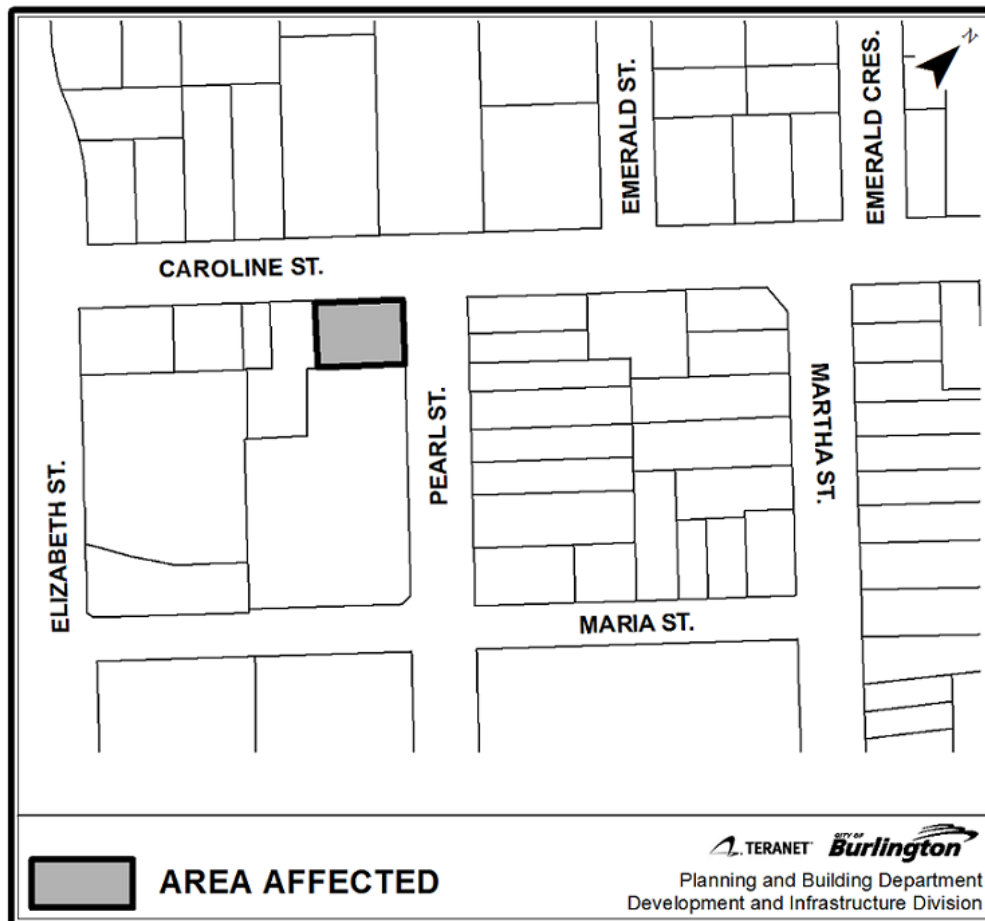 N
EMERALD ST.
EMERALD CRES.
CAROLINE ST.
ELIZABETH ST.
PEARL ST.
MARTHA ST.
MARIA ST.
AREA AFFECTED
TERANET
CITY OF
Burlington
Planning and Building Department
Development and Infrastructure Division